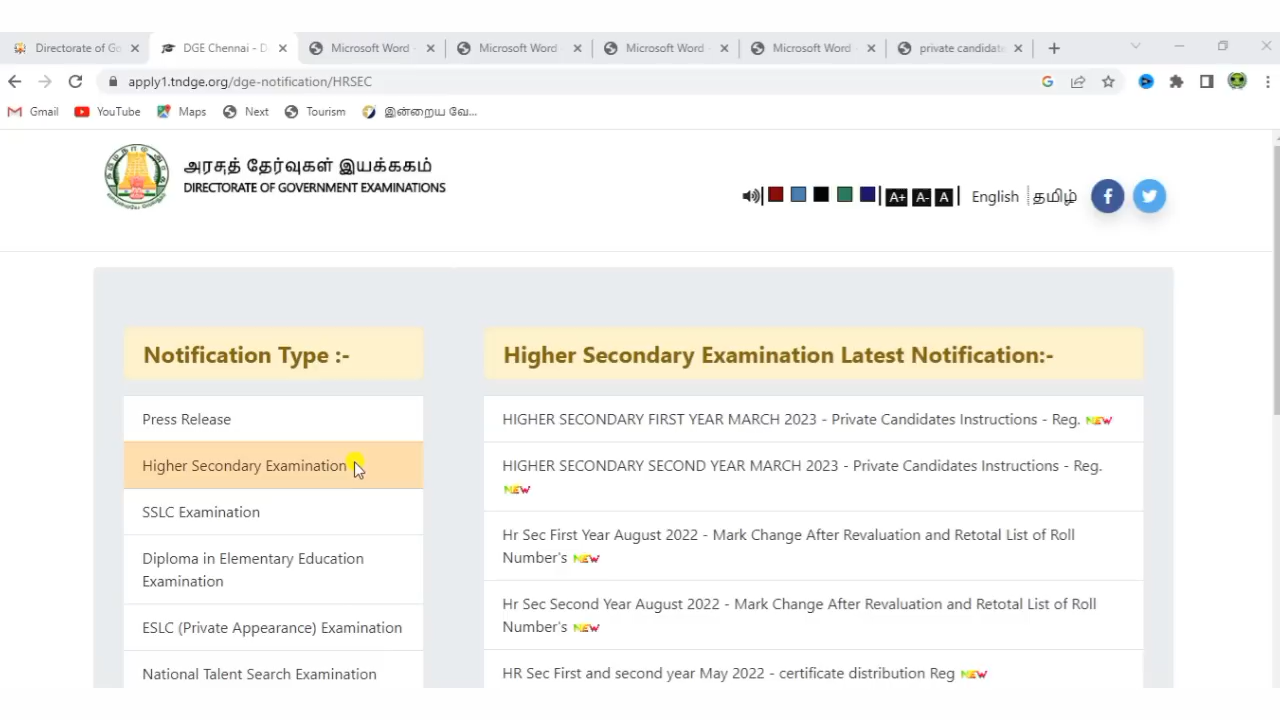 Directorate of Go
DGE Chennai - D
Microsoft Word -
Microsoft Word -
Microsoft Word -
Microsoft Word -
private candidate
apply1.tndge.org/dge-notification/HRSEC
Gmail
YouTube
Maps
Next
Tourism
இன்றைய வே...
அரசுத் தேர்வுகள் இயக்ககம்
DIRECTORATE OF GOVERNMENT EXAMINATIONS
A+ A- A English தமிழ்
Notification Type :-
Press Release
Higher Secondary Examination
SSLC Examination
Diploma in Elementary Education
Examination
ESLC (Private Appearance) Examination
National Talent Search Examination
Higher Secondary Examination Latest Notification:-
HIGHER SECONDARY FIRST YEAR MARCH 2023 - Private Candidates Instructions - Reg. NEW
HIGHER SECONDARY SECOND YEAR MARCH 2023 - Private Candidates Instructions - Reg.
NEW
Hr Sec First Year August 2022 - Mark Change After Revaluation and Retotal List of Roll
Number's NEW
Hr Sec Second Year August 2022 - Mark Change After Revaluation and Retotal List of Roll
Number's NEW
HR Sec First and second year May 2022 - certificate distribution Reg NEW